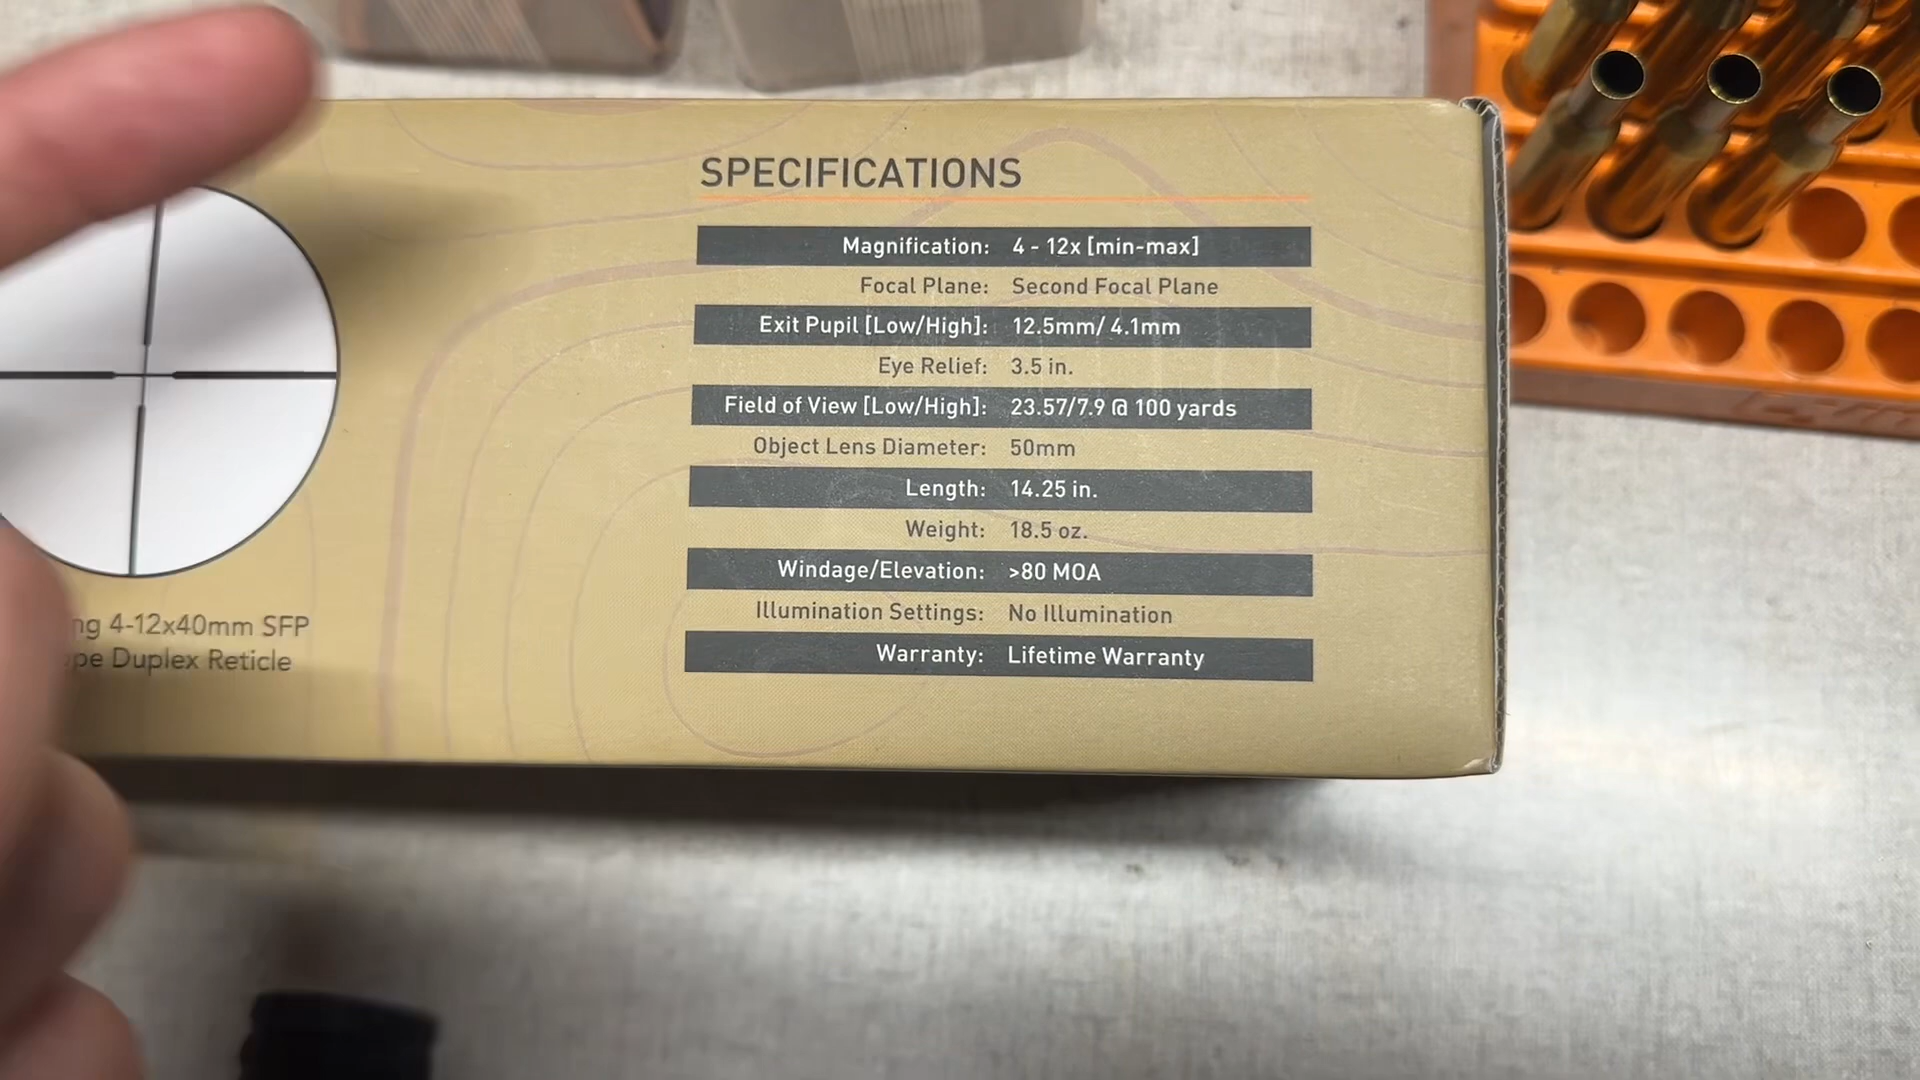 SPECIFICATIONS
Magnification: 4 - 12x [min-max]
Focal Plane: Second Focal Plane
Exit Pupil [Low/High]: 12.5mm/ 4.1mm
Eye Relief: 3.5 in.
Field of View [Low/High]: 23.57/7.9 @ 100 yards
Object Lens Diameter: 50mm
Length: 14.25 in.
Weight: 18.5 oz.
Windage/Elevation: >80 MOA
Illumination Settings: No Illumination
Warranty: Lifetime Warranty
4-12x40mm SFP
Duplex Reticle